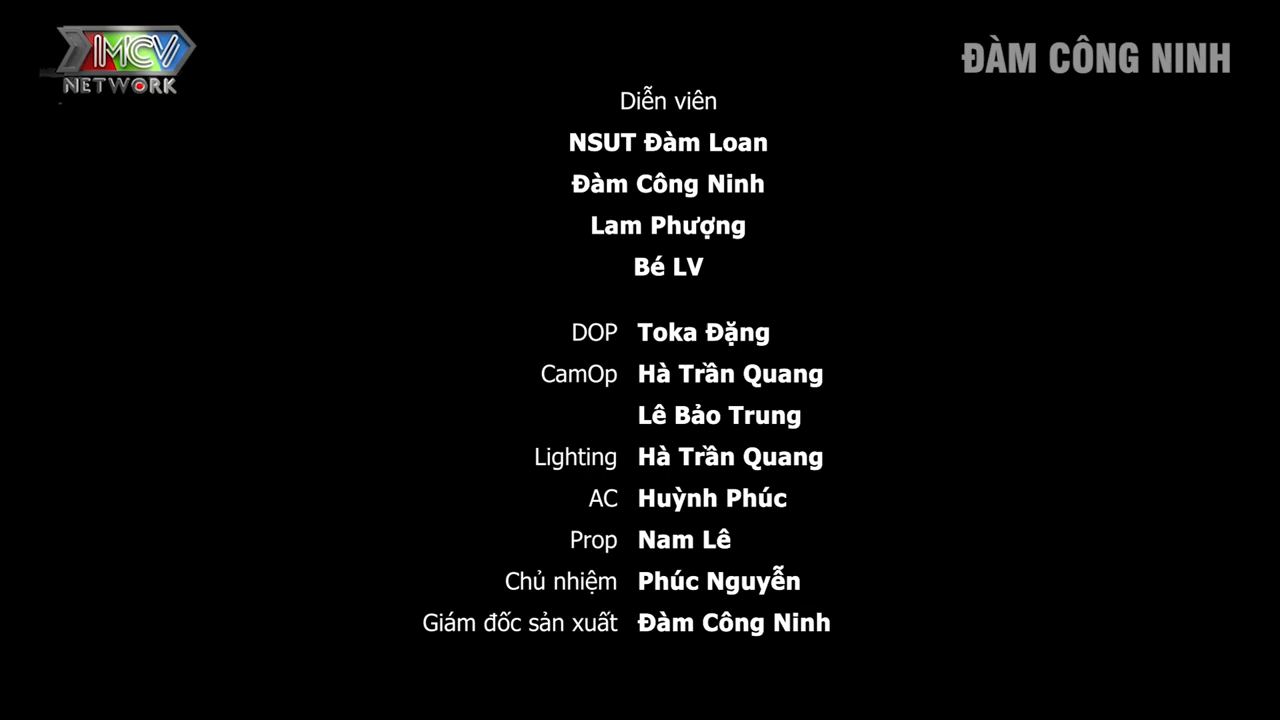 MCV
NETWORK
ĐÀM CÔNG NINH
Diễn viên
NSUT Đàm Loan
Đàm Công Ninh
Lam Phượng
Bé LV
DOP Toka Đặng
CamOp Hà Trần Quang
Lê Bảo Trung
Lighting Hà Trần Quang
AC Huỳnh Phúc
Prop Nam Lê
Chủ nhiệm Phúc Nguyễn
Giám đốc sản xuất Đàm Công Ninh